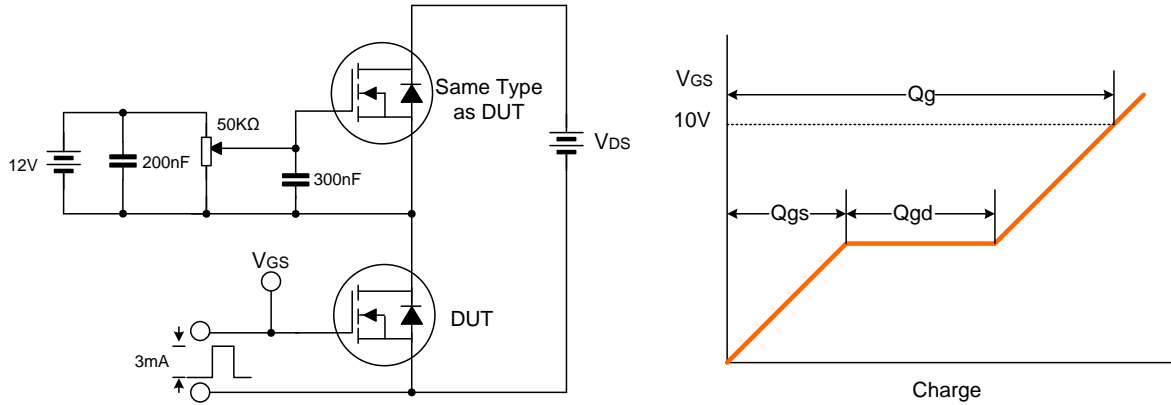 Same Type
as DUT
50KΩ
12V
200nF
300nF
VDS
VGS
DUT
3mA
VGS
Qg
10V
Qgs
Qgd
Charge